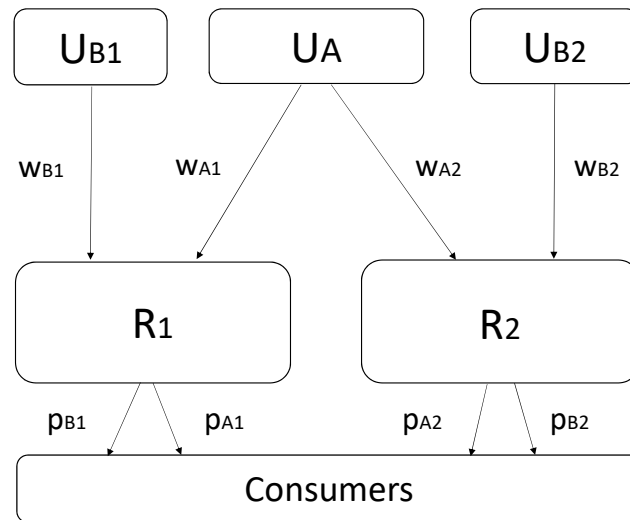 UB1 UA UB2
wB1 wA1 wA2 wB2
R1 R2
pB1 pA1 pA2 pB2
Consumers